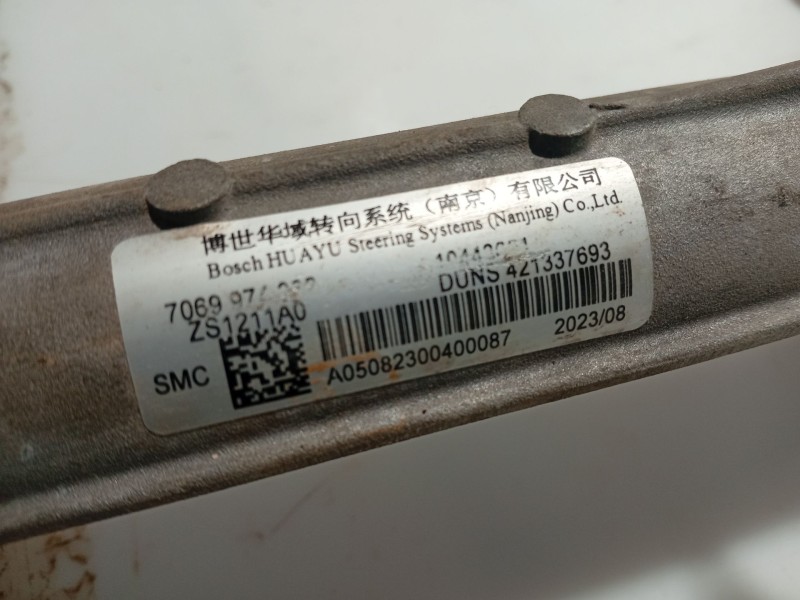 博世华域转向系统（南京）有限公司
Bosch HUAYU Steering Systems (Nanjing) Co.,Ltd.
7069
ZS1211A0 DUNS 421337693
SMC A05082300400087 2023/08